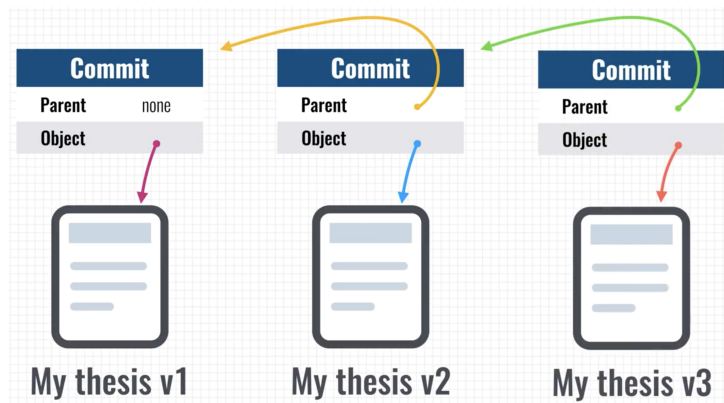 Commit
Parent none
Object
My thesis v1
Commit
Parent
Object
My thesis v2
Commit
Parent
Object
My thesis v3